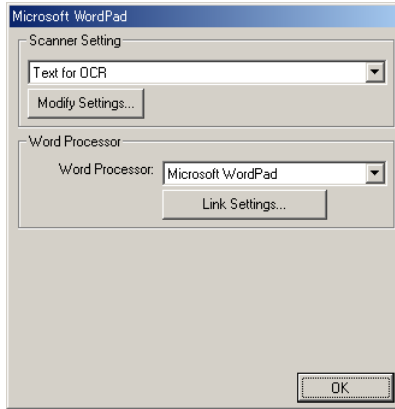 Microsoft WordPad
Scanner Setting
Text for OCR
Modify Settings...
Word Processor
Word Processor: Microsoft WordPad
Link Settings...
OK